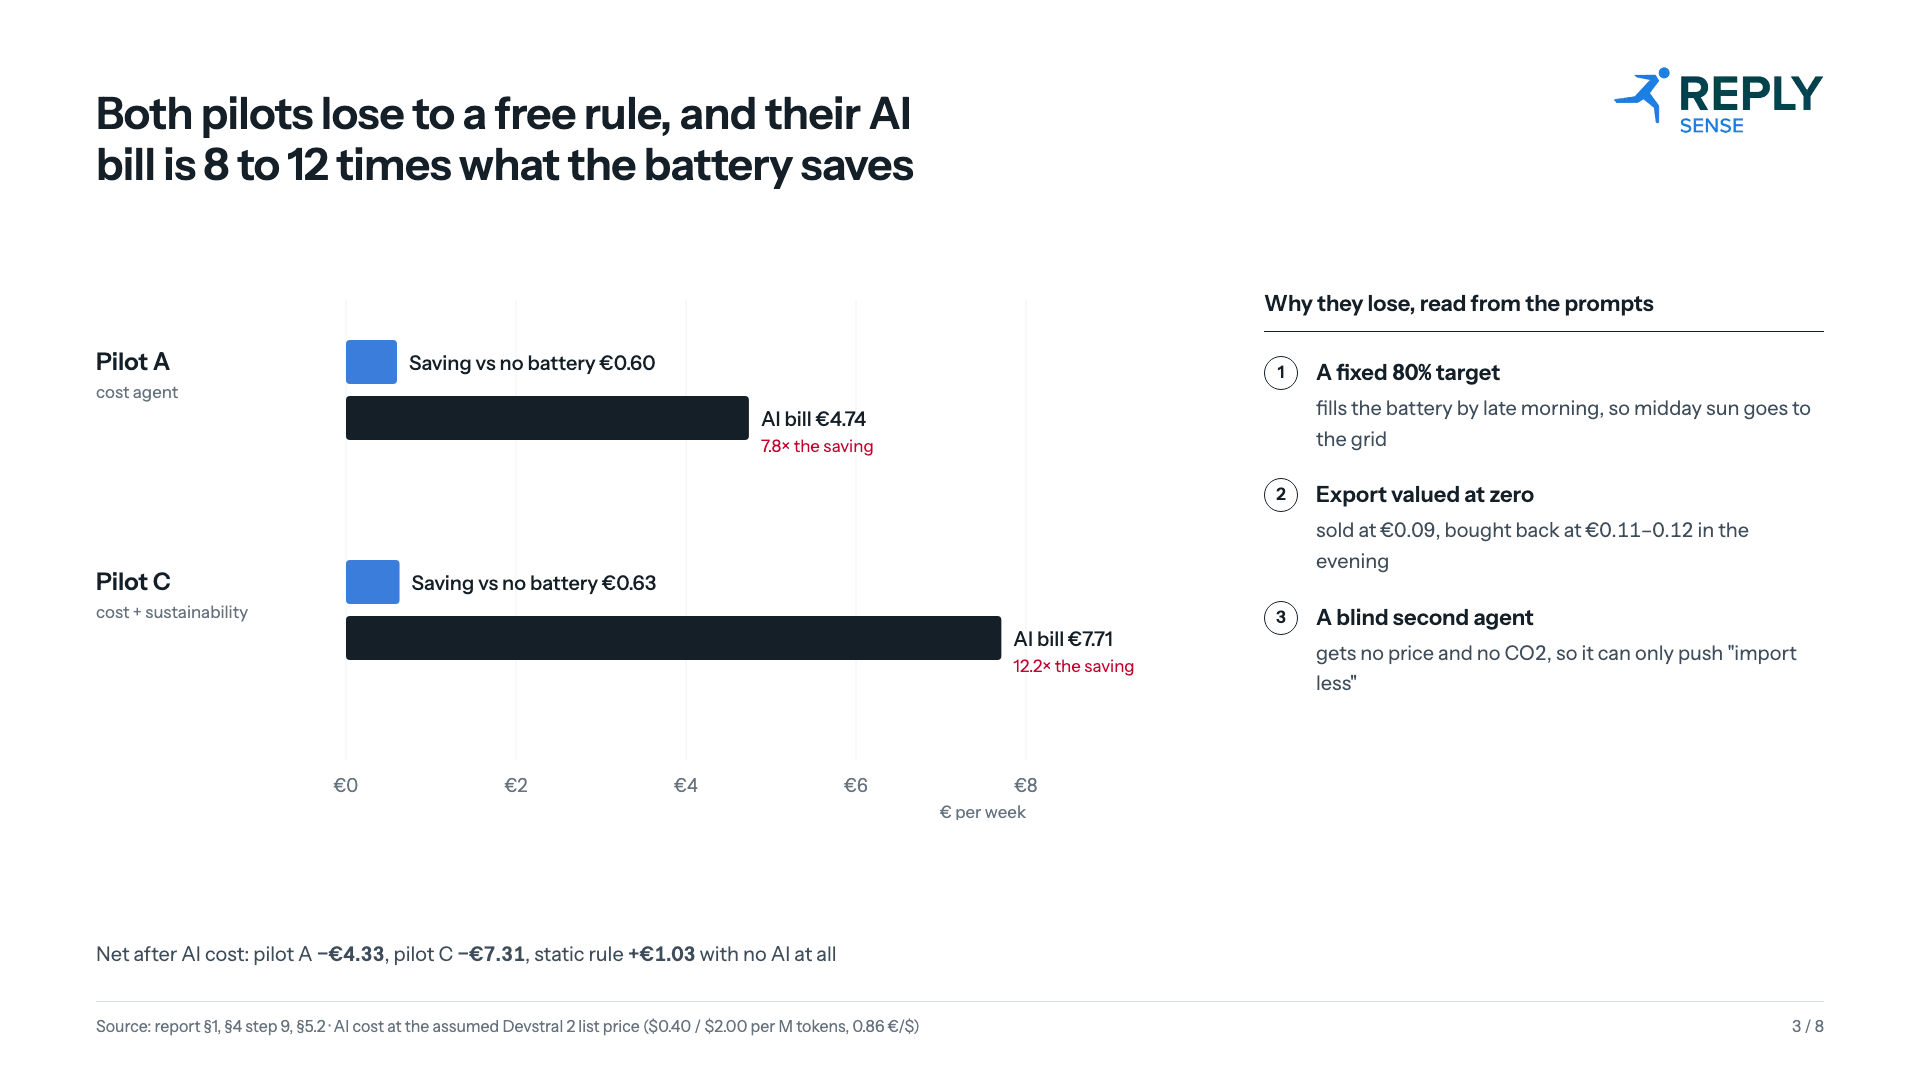 Both pilots lose to a free rule, and their AI
bill is 8 to 12 times what the battery saves
REPLY
SENSE
Pilot A
cost agent
Saving vs no battery €0.60
AI bill €4.74
7.8× the saving
Pilot C
cost + sustainability
Saving vs no battery €0.63
AI bill €7.71
12.2× the saving
€0 €2 €4 €6 €8
€ per week
Why they lose, read from the prompts
1 A fixed 80% target
fills the battery by late morning, so midday sun goes to
the grid
2 Export valued at zero
sold at €0.09, bought back at €0.11–0.12 in the
evening
3 A blind second agent
gets no price and no CO2, so it can only push "import
less"
Net after AI cost: pilot A −€4.33, pilot C −€7.31, static rule +€1.03 with no AI at all
Source: report §1, §4 step 9, §5.2 · AI cost at the assumed Devstral 2 list price ($0.40 / $2.00 per M tokens, 0.86 €/$)
3 / 8